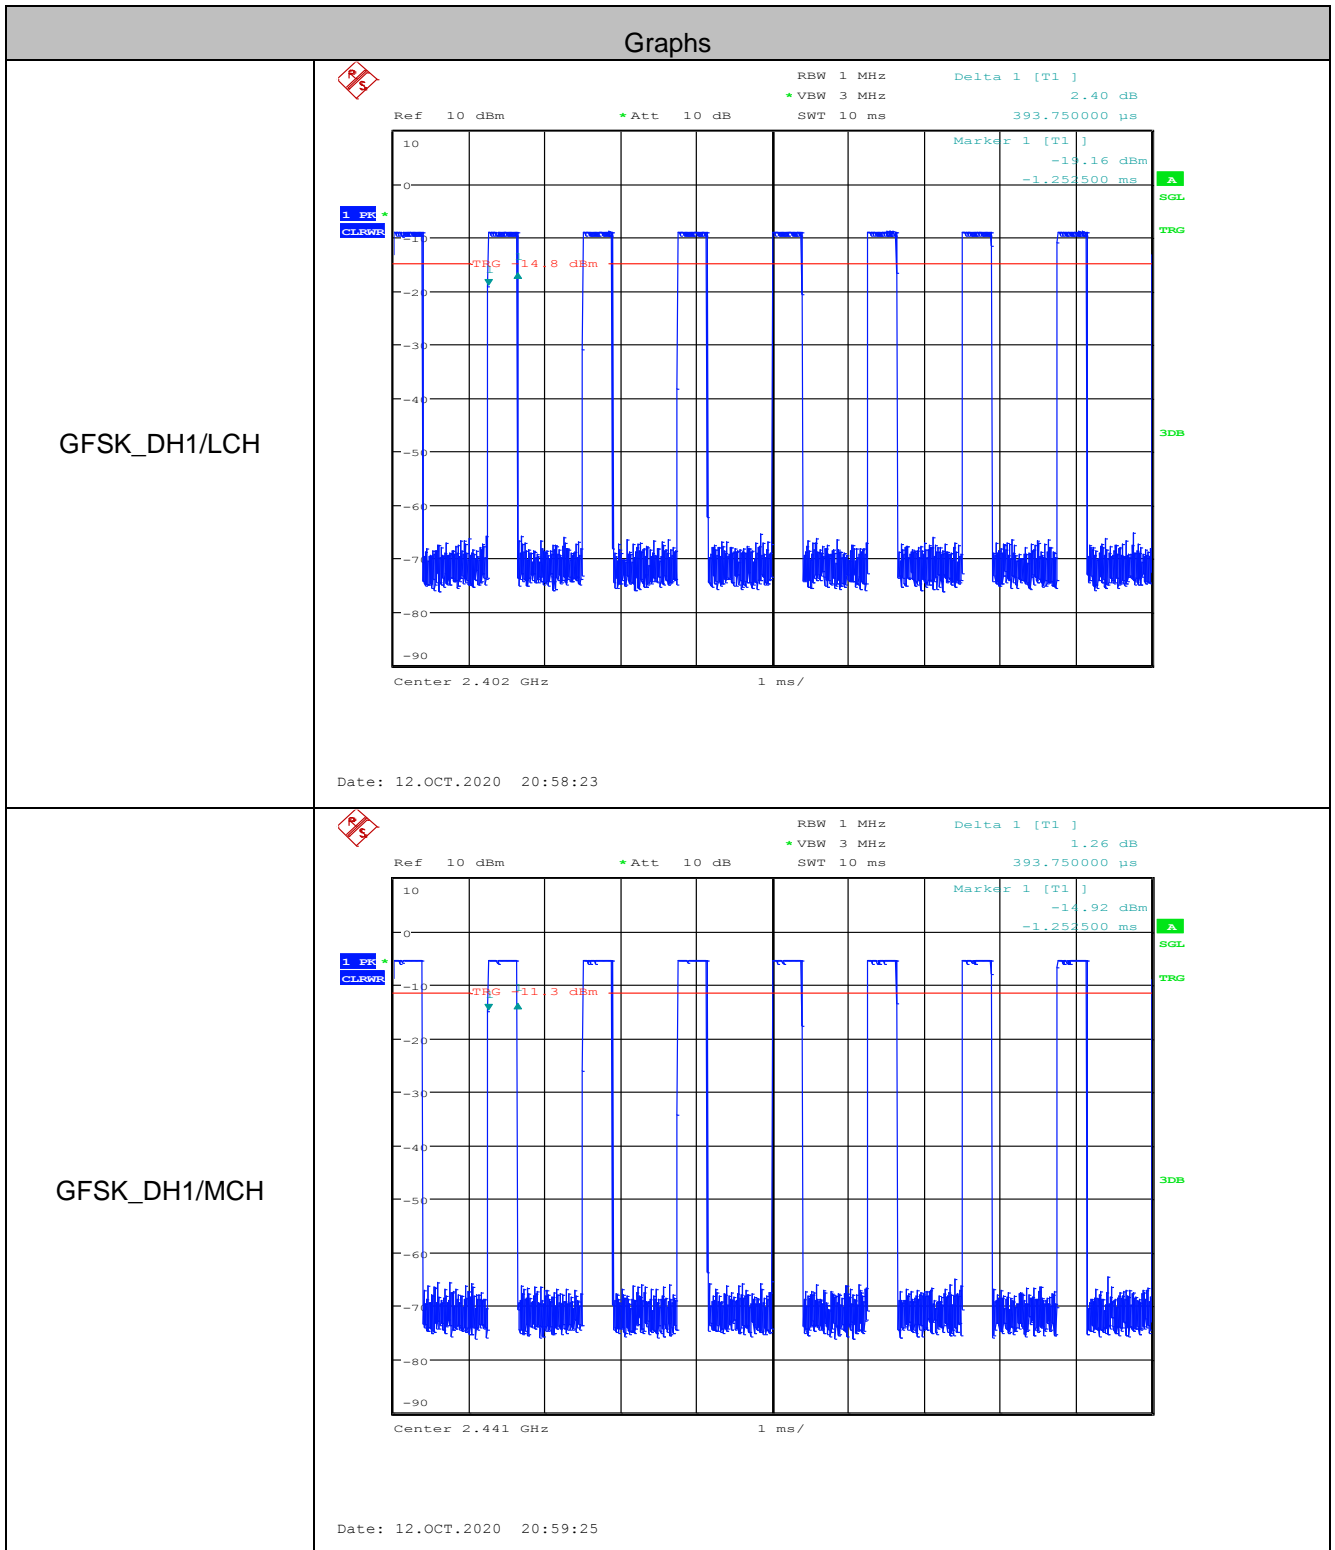 Graphs
GFSK_DH1/LCH
R S
RBW 1 MHz Delta 1 [T1 ]
* VBW 3 MHz 2.40 dB
Ref 10 dBm * Att 10 dB SWT 10 ms 393.750000 µs
10 Marker 1 [T1 ]
-19.16 dBm
-1.252500 ms A
0
SGL
1 PK *
CLRWR TRG
-10
TRG -14.8 dBm
1
-20
-30
-40
3DB
-50
-60
-70
-80
-90
Center 2.402 GHz 1 ms/
Date: 12.OCT.2020 20:58:23
GFSK_DH1/MCH
R S
RBW 1 MHz Delta 1 [T1 ]
* VBW 3 MHz 1.26 dB
Ref 10 dBm * Att 10 dB SWT 10 ms 393.750000 µs
10 Marker 1 [T1 ]
-14.92 dBm
-1.252500 ms A
0
SGL
1 PK *
CLRWR TRG
-10
TRG -11.3 dBm
-20
-30
-40
3DB
-50
-60
-70
-80
-90
Center 2.441 GHz 1 ms/
Date: 12.OCT.2020 20:59:25